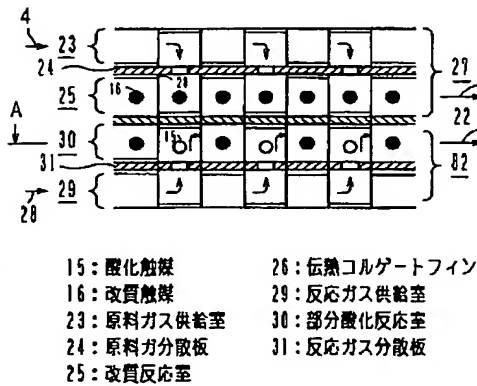 4
23
24
27
16
28
25
22
A
30
15
82
31
29
28
15：酸化触媒
16：改質触媒
23：原料ガス供給室
24：原料ガ分散板
25：改質反応室
26：伝熱コルゲートフィン
29：反応ガス供給室
30：部分酸化反応室
31：反応ガス分散板